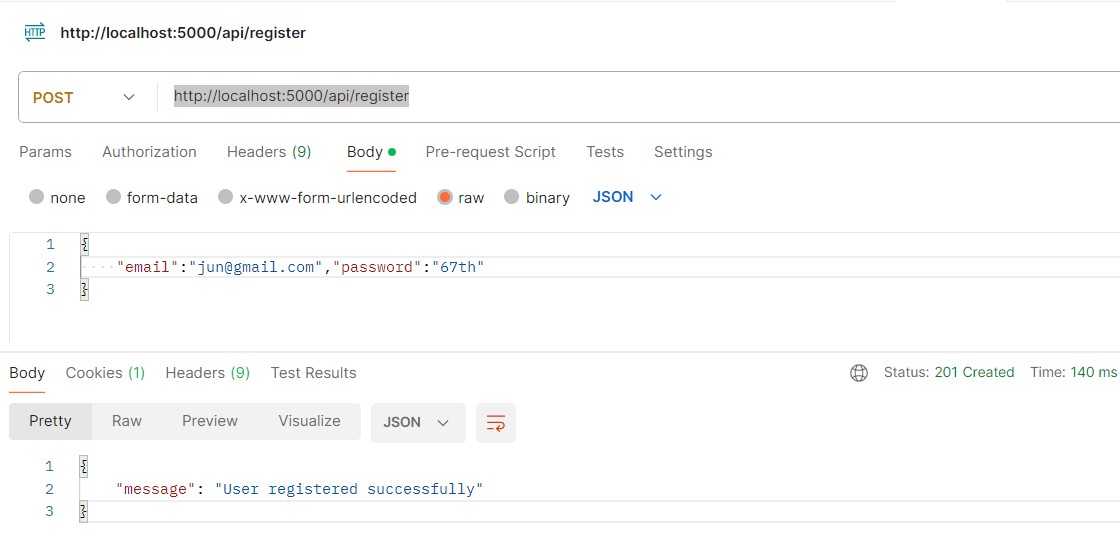 HTTP http://localhost:5000/api/register
POST http://localhost:5000/api/register
Params Authorization Headers (9) Body Pre-request Script Tests Settings
none form-data x-www-form-urlencoded raw binary JSON
1 {
2 ····"email":"jun@gmail.com","password":"67th"
3 }
Body Cookies (1) Headers (9) Test Results Status: 201 Created Time: 140 ms
Pretty Raw Preview Visualize JSON
1 {
2 "message": "User registered successfully"
3 }